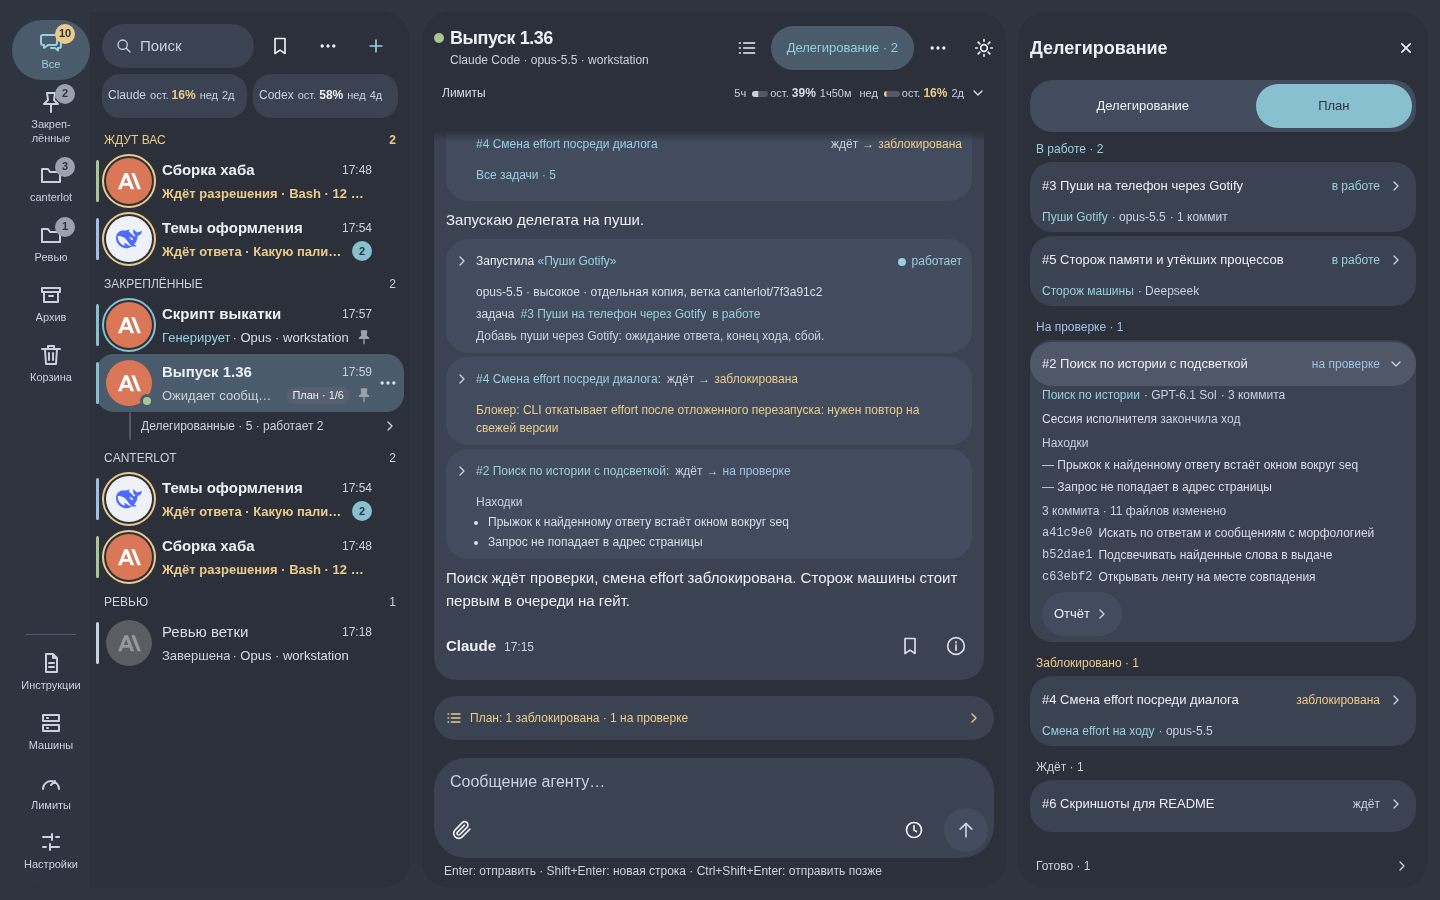 10
Все
2
Закреп-
лённые
3
canterlot
1
Ревью
Архив
Корзина
Инструкции
Машины
Лимиты
Настройки
Поиск
Claude ост. 16% нед 2д
Codex ост. 58% нед 4д
ЖДУТ ВАС 2
Сборка хаба 17:48
Ждёт разрешения · Bash · 12 …
Темы оформления 17:54
Ждёт ответа · Какую пали… 2
ЗАКРЕПЛЁННЫЕ 2
Скрипт выкатки 17:57
Генерирует · Opus · workstation
Выпуск 1.36 17:59
Ожидает сообщ… План · 1/6
Делегированные · 5 · работает 2
CANTERLOT 2
Темы оформления 17:54
Ждёт ответа · Какую пали… 2
Сборка хаба 17:48
Ждёт разрешения · Bash · 12 …
РЕВЬЮ 1
Ревью ветки 17:18
Завершена · Opus · workstation
Выпуск 1.36
Claude Code · opus-5.5 · workstation
Делегирование · 2
Лимиты 5ч ост. 39% 1ч50м нед ост. 16% 2д
#4 Смена effort посреди диалога ждёт → заблокирована
Все задачи · 5
Запускаю делегата на пуши.
Запустила «Пуши Gotify» работает
opus-5.5 · высокое · отдельная копия, ветка canterlot/7f3a91c2
задача #3 Пуши на телефон через Gotify в работе
Добавь пуши через Gotify: ожидание ответа, конец хода, сбой.
#4 Смена effort посреди диалога: ждёт → заблокирована
Блокер: CLI откатывает effort после отложенного перезапуска: нужен повтор на
свежей версии
#2 Поиск по истории с подсветкой: ждёт → на проверке
Находки
• Прыжок к найденному ответу встаёт окном вокруг seq
• Запрос не попадает в адрес страницы
Поиск ждёт проверки, смена effort заблокирована. Сторож машины стоит
первым в очереди на гейт.
Claude 17:15
План: 1 заблокирована · 1 на проверке
Сообщение агенту…
Enter: отправить · Shift+Enter: новая строка · Ctrl+Shift+Enter: отправить позже
Делегирование
Делегирование План
В работе · 2
#3 Пуши на телефон через Gotify в работе
Пуши Gotify · opus-5.5 · 1 коммит
#5 Сторож памяти и утёкших процессов в работе
Сторож машины · Deepseek
На проверке · 1
#2 Поиск по истории с подсветкой на проверке
Поиск по истории · GPT-6.1 Sol · 3 коммита
Сессия исполнителя закончила ход
Находки
— Прыжок к найденному ответу встаёт окном вокруг seq
— Запрос не попадает в адрес страницы
3 коммита · 11 файлов изменено
a41c9e0 Искать по ответам и сообщениям с морфологией
b52dae1 Подсвечивать найденные слова в выдаче
c63ebf2 Открывать ленту на месте совпадения
Отчёт
Заблокировано · 1
#4 Смена effort посреди диалога заблокирована
Смена effort на ходу · opus-5.5
Ждёт · 1
#6 Скриншоты для README ждёт
Готово · 1